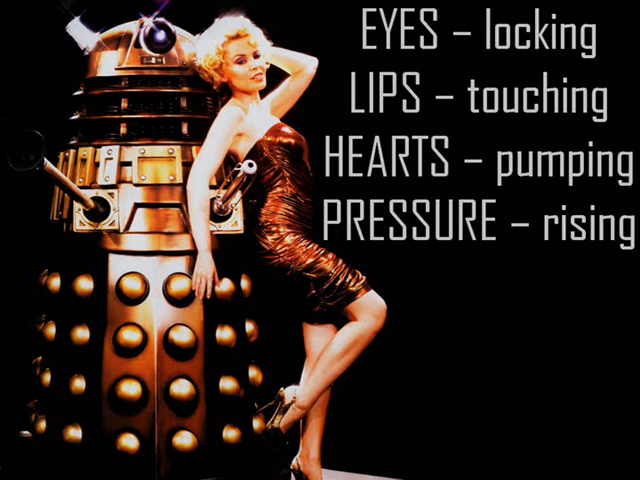 EYES – locking
LIPS – touching
HEARTS – pumping
PRESSURE – rising